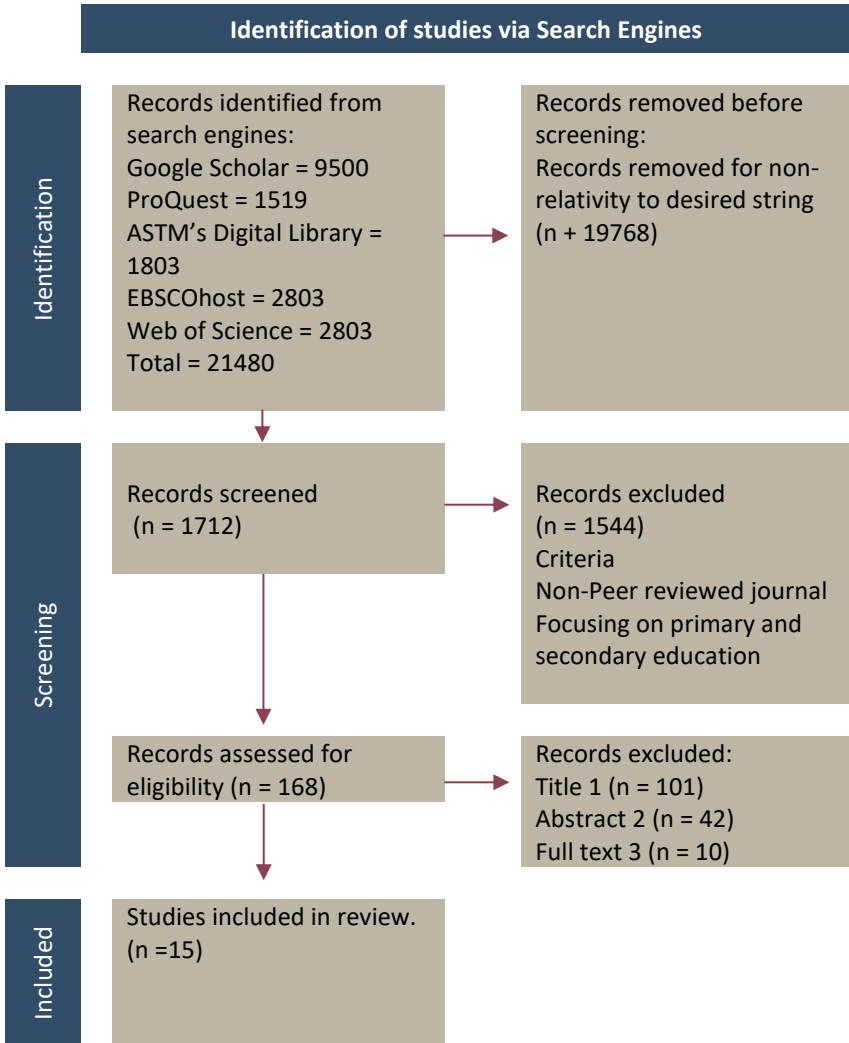 Identification of studies via Search Engines
Identification
Records identified from
search engines:
Google Scholar = 9500
ProQuest = 1519
ASTM’s Digital Library =
1803
EBSCOhost = 2803
Web of Science = 2803
Total = 21480
Records removed before
screening:
Records removed for non-
relativity to desired string
(n + 19768)
Screening
Records screened
(n = 1712)
Records excluded
(n = 1544)
Criteria
Non-Peer reviewed journal
Focusing on primary and
secondary education
Records assessed for
eligibility (n = 168)
Records excluded:
Title 1 (n = 101)
Abstract 2 (n = 42)
Full text 3 (n = 10)
Included
Studies included in review.
(n =15)